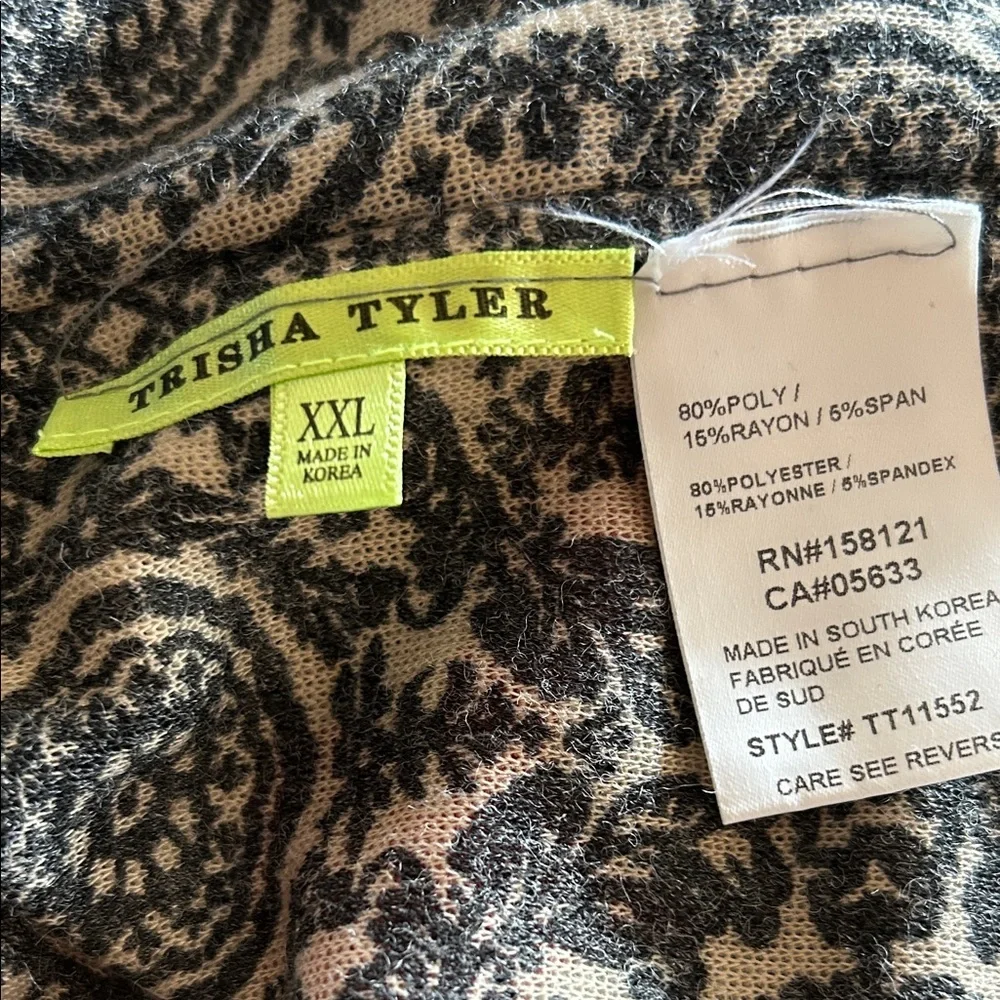 TRISHA TYLER
XXL
MADE IN
KOREA
80%POLY /
15%RAYON / 5%SPAN
80%POLYESTER /
15%RAYONNE / 5%SPANDEX
RN#158121
CA#05633
MADE IN SOUTH KOREA
FABRIQUÉ EN CORÉE
DE SUD
STYLE# TT11552
CARE SEE REVERS